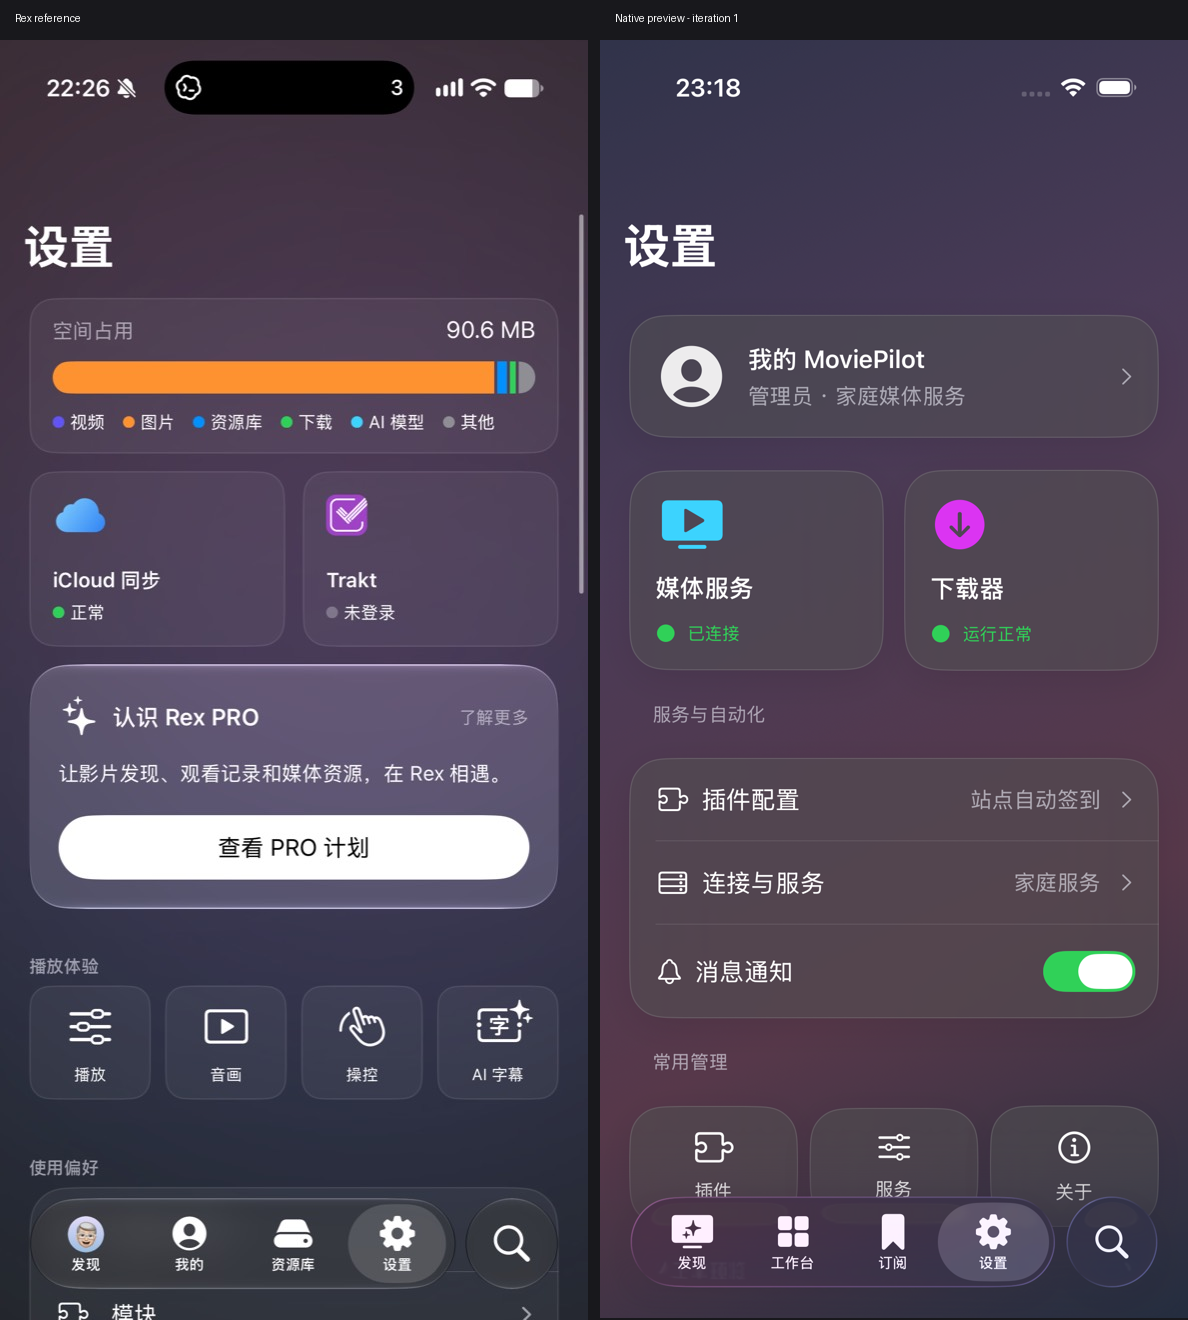 Rex reference
22:26
3
设置
空间占用
90.6 MB
视频 图片 资源库 下载 AI 模型 其他
iCloud 同步
正常
Trakt
未登录
认识 Rex PRO
了解更多
让影片发现、观看记录和媒体资源，在 Rex 相遇。
查看 PRO 计划
播放体验
播放
音画
操控
字
AI 字幕
使用偏好
发现
我的
资源库
设置
模块
Native preview - iteration 1
23:18
设置
我的 MoviePilot
管理员 · 家庭媒体服务
媒体服务
已连接
下载器
运行正常
服务与自动化
插件配置
站点自动签到
连接与服务
家庭服务
消息通知
常用管理
插件
服务
关于
发现
工作台
订阅
设置